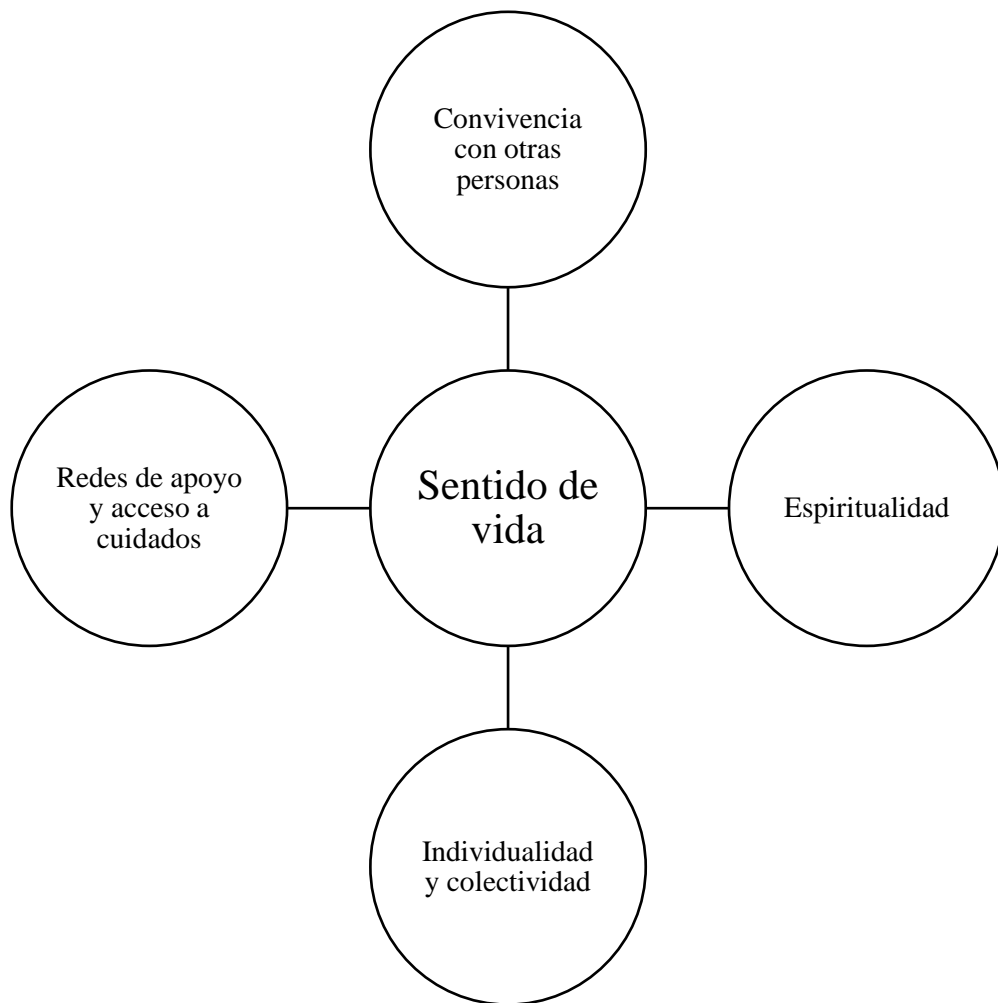 Convivencia
con otras
personas
Redes de apoyo
y acceso a
cuidados
Sentido de
vida
Espiritualidad
Individualidad
y colectividad